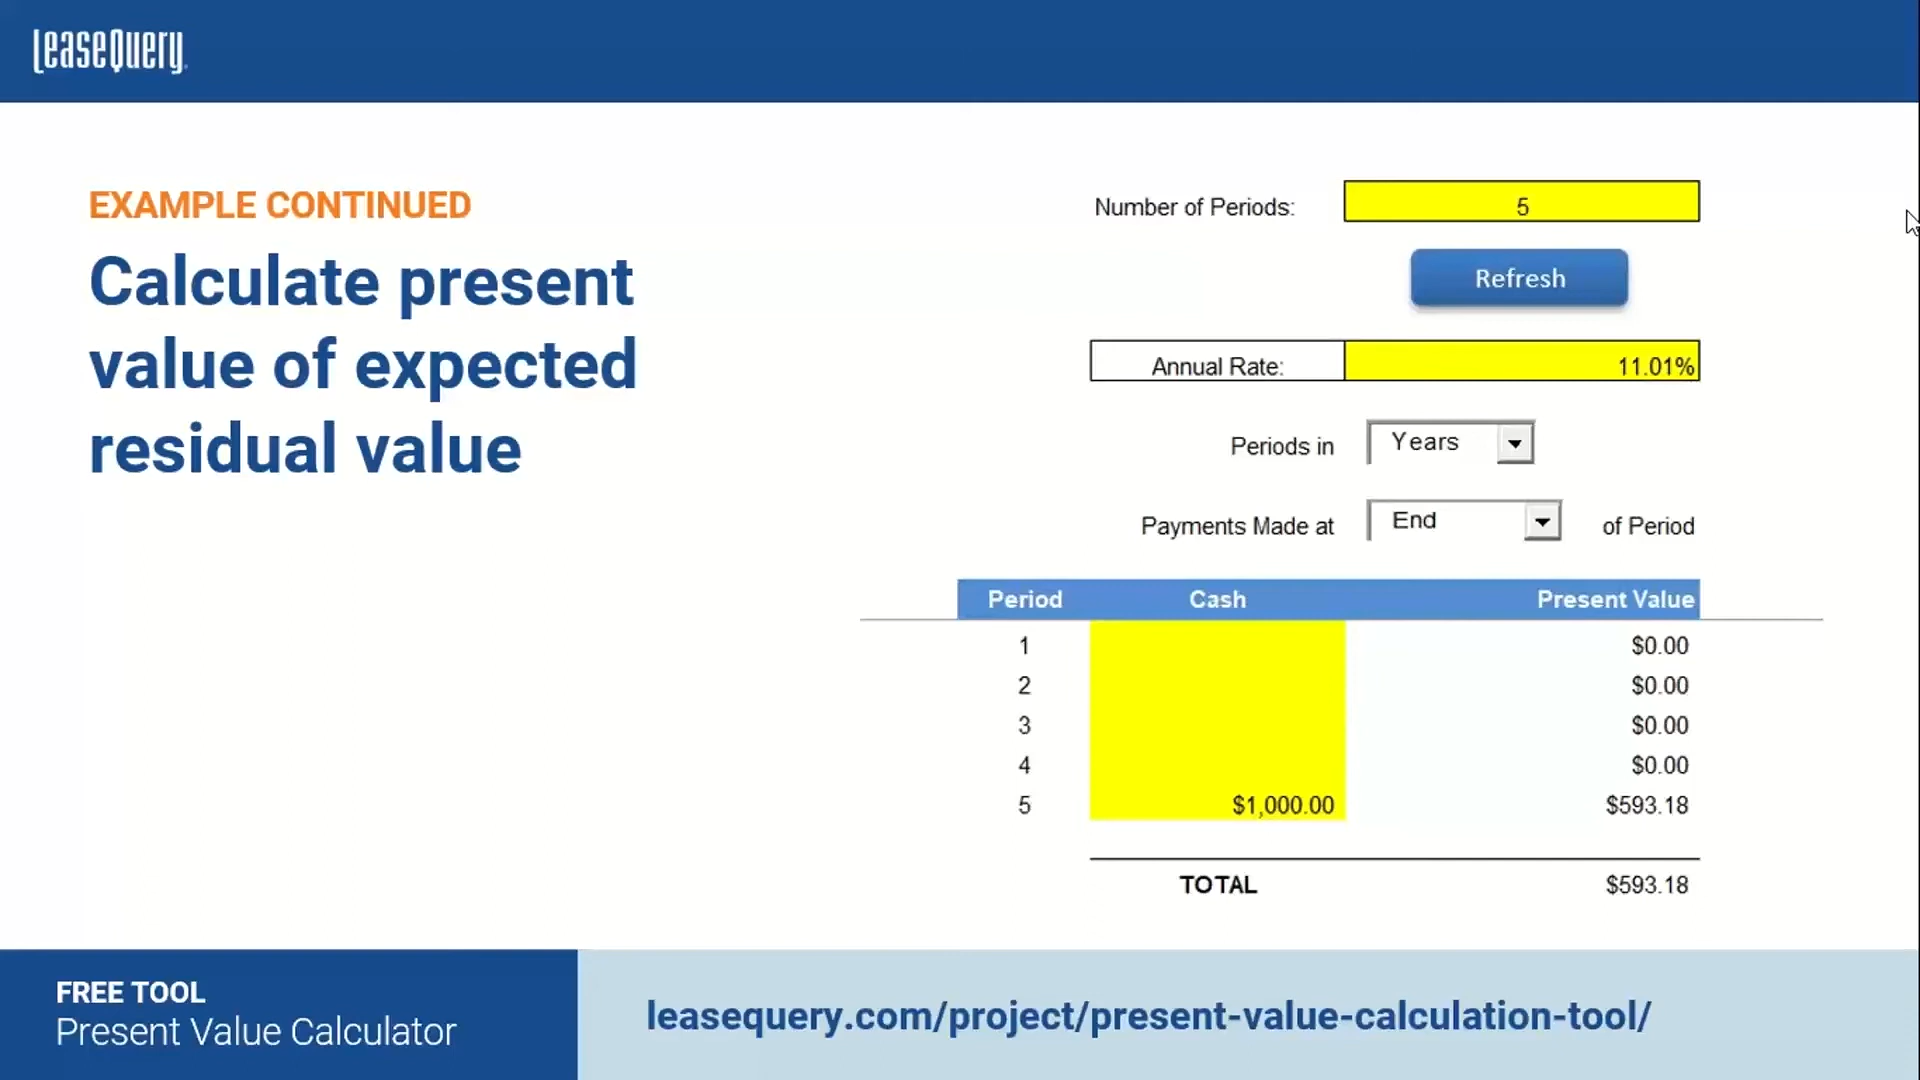 LeaseQuery
EXAMPLE CONTINUED
Calculate present
value of expected
residual value
Number of Periods: 5
Refresh
Annual Rate: 11.01%
Periods in Years
Payments Made at End of Period
Period Cash Present Value
1 $0.00
2 $0.00
3 $0.00
4 $0.00
5 $1,000.00 $593.18
TOTAL $593.18
FREE TOOL
Present Value Calculator
leasequery.com/project/present-value-calculation-tool/